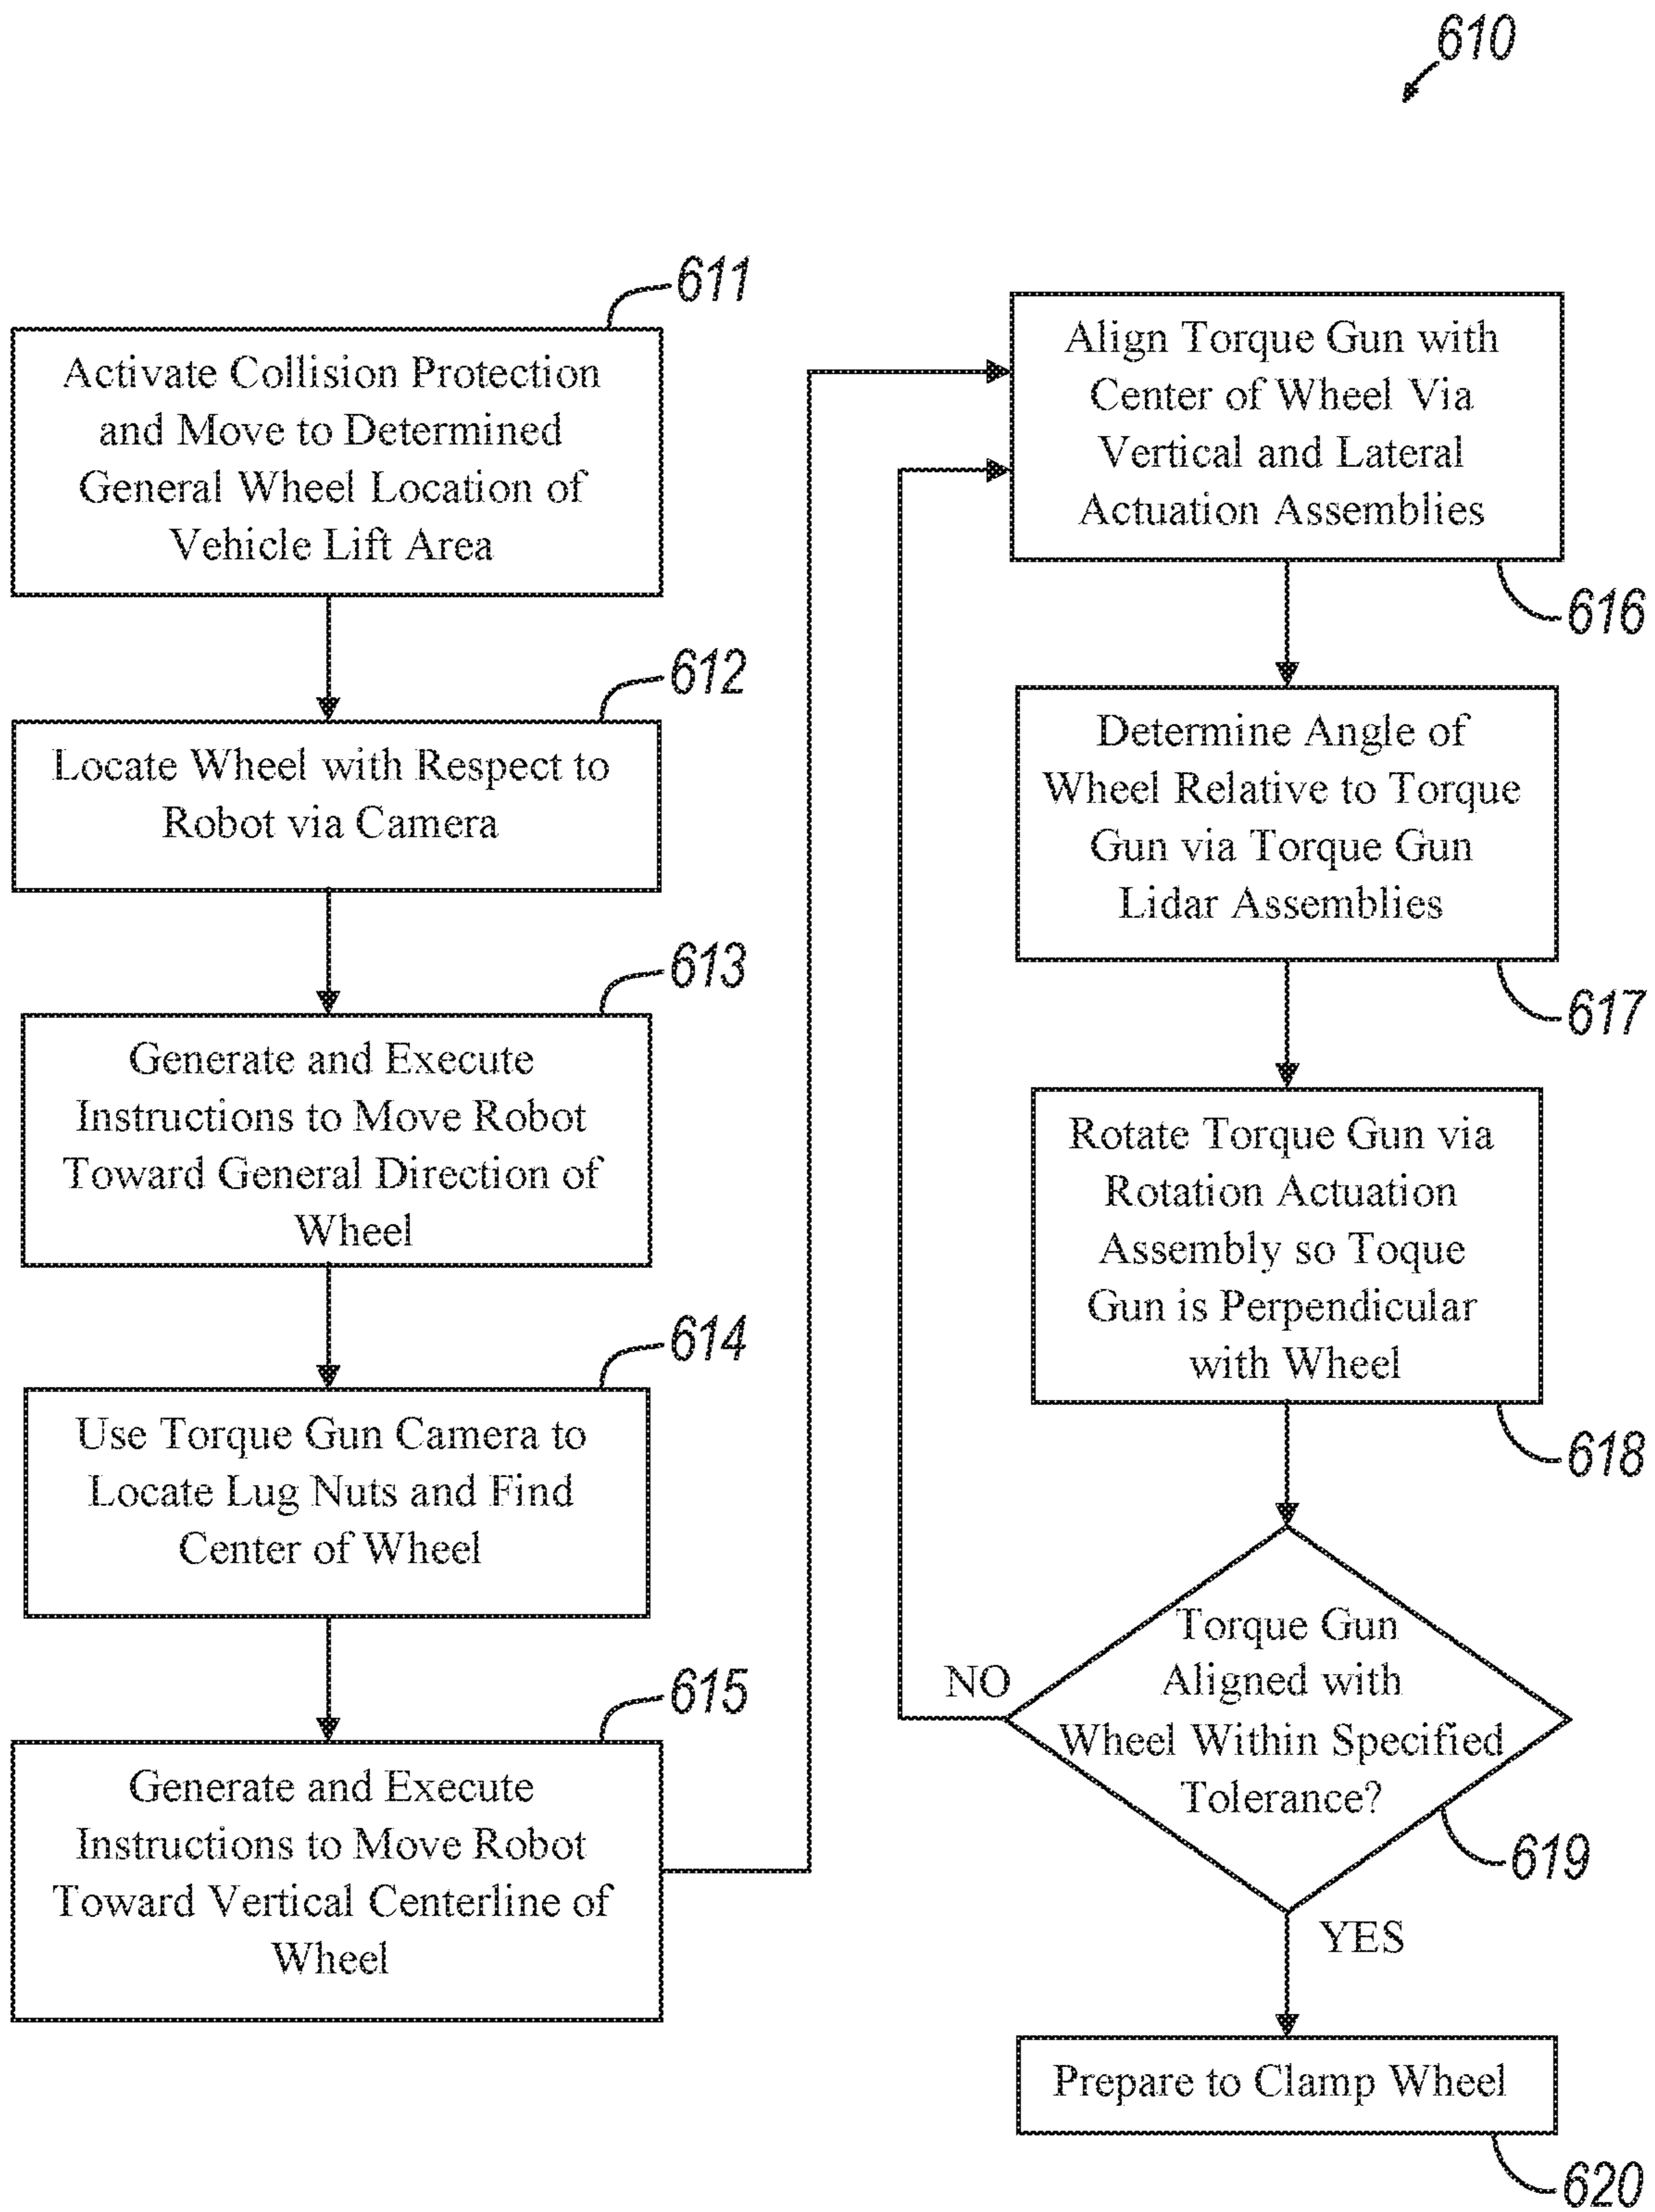 610
611
Activate Collision Protection
and Move to Determined
General Wheel Location of
Vehicle Lift Area
612
Locate Wheel with Respect to
Robot via Camera
613
Generate and Execute
Instructions to Move Robot
Toward General Direction of
Wheel
614
Use Torque Gun Camera to
Locate Lug Nuts and Find
Center of Wheel
615
Generate and Execute
Instructions to Move Robot
Toward Vertical Centerline of
Wheel
Align Torque Gun with
Center of Wheel Via
Vertical and Lateral
Actuation Assemblies
616
Determine Angle of
Wheel Relative to Torque
Gun via Torque Gun
Lidar Assemblies
617
Rotate Torque Gun via
Rotation Actuation
Assembly so Toque
Gun is Perpendicular
with Wheel
618
Torque Gun
Aligned with
Wheel Within Specified
Tolerance?
NO
619
YES
Prepare to Clamp Wheel
620